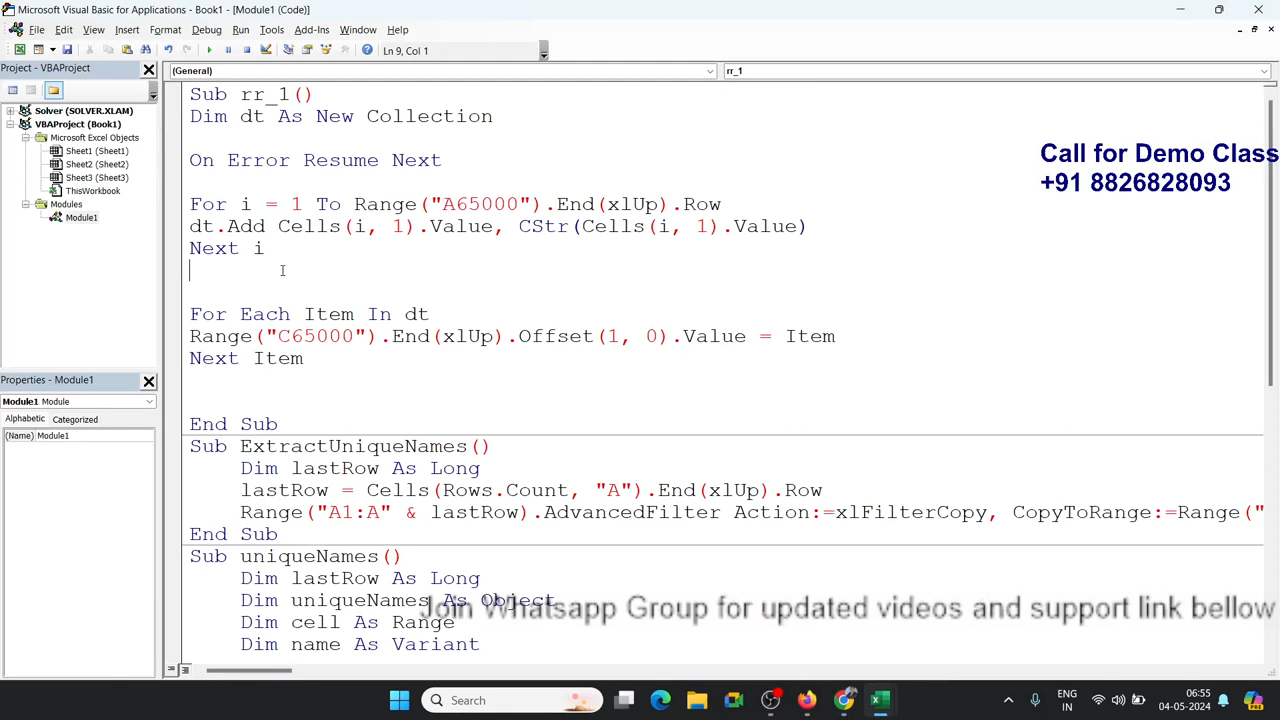 Microsoft Visual Basic for Applications - Book1 - [Module1 (Code)]
File Edit View Insert Format Debug Run Tools Add-Ins Window Help
Ln 9, Col 1
Project - VBAProject
(General)
rr_1
Solver (SOLVER.XLAM)
VBAProject (Book1)
Microsoft Excel Objects
Sheet1 (Sheet1)
Sheet2 (Sheet2)
Sheet3 (Sheet3)
ThisWorkbook
Modules
Module1
Properties - Module1
Module1 Module
Alphabetic Categorized
(Name) Module1
Sub rr_1()
Dim dt As New Collection
On Error Resume Next
For i = 1 To Range("A65000").End(xlUp).Row
dt.Add Cells(i, 1).Value, CStr(Cells(i, 1).Value)
Next i
For Each Item In dt
Range("C65000").End(xlUp).Offset(1, 0).Value = Item
Next Item
End Sub
Sub ExtractUniqueNames()
Dim lastRow As Long
lastRow = Cells(Rows.Count, "A").End(xlUp).Row
Range("A1:A" & lastRow).AdvancedFilter Action:=xlFilterCopy, CopyToRange:=Range("
End Sub
Sub uniqueNames()
Dim lastRow As Long
Dim uniqueNames As Object
Dim cell As Range
Dim name As Variant
Call for Demo Class
+91 8826828093
Join Whatsapp Group for updated videos and support link bellow
Search
ENG
IN
06:55
04-05-2024